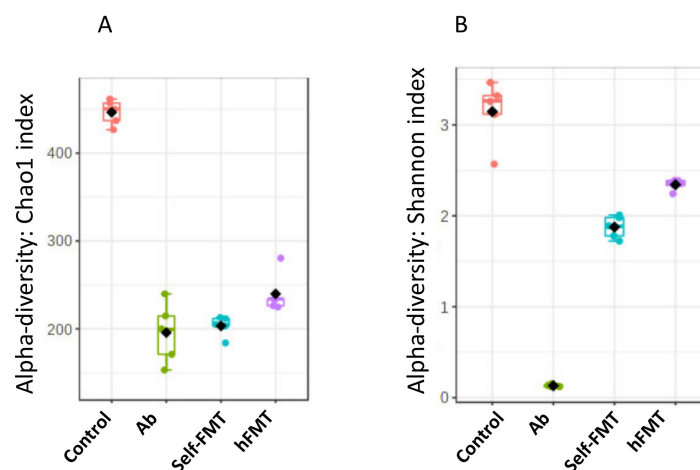 A
B
Alpha-diversity: Chao1 index
400
300
200
Control
Ab
Self-FMT
hFMT
Alpha-diversity: Shannon index
3
2
1
0
Control
Ab
Self-FMT
hFMT